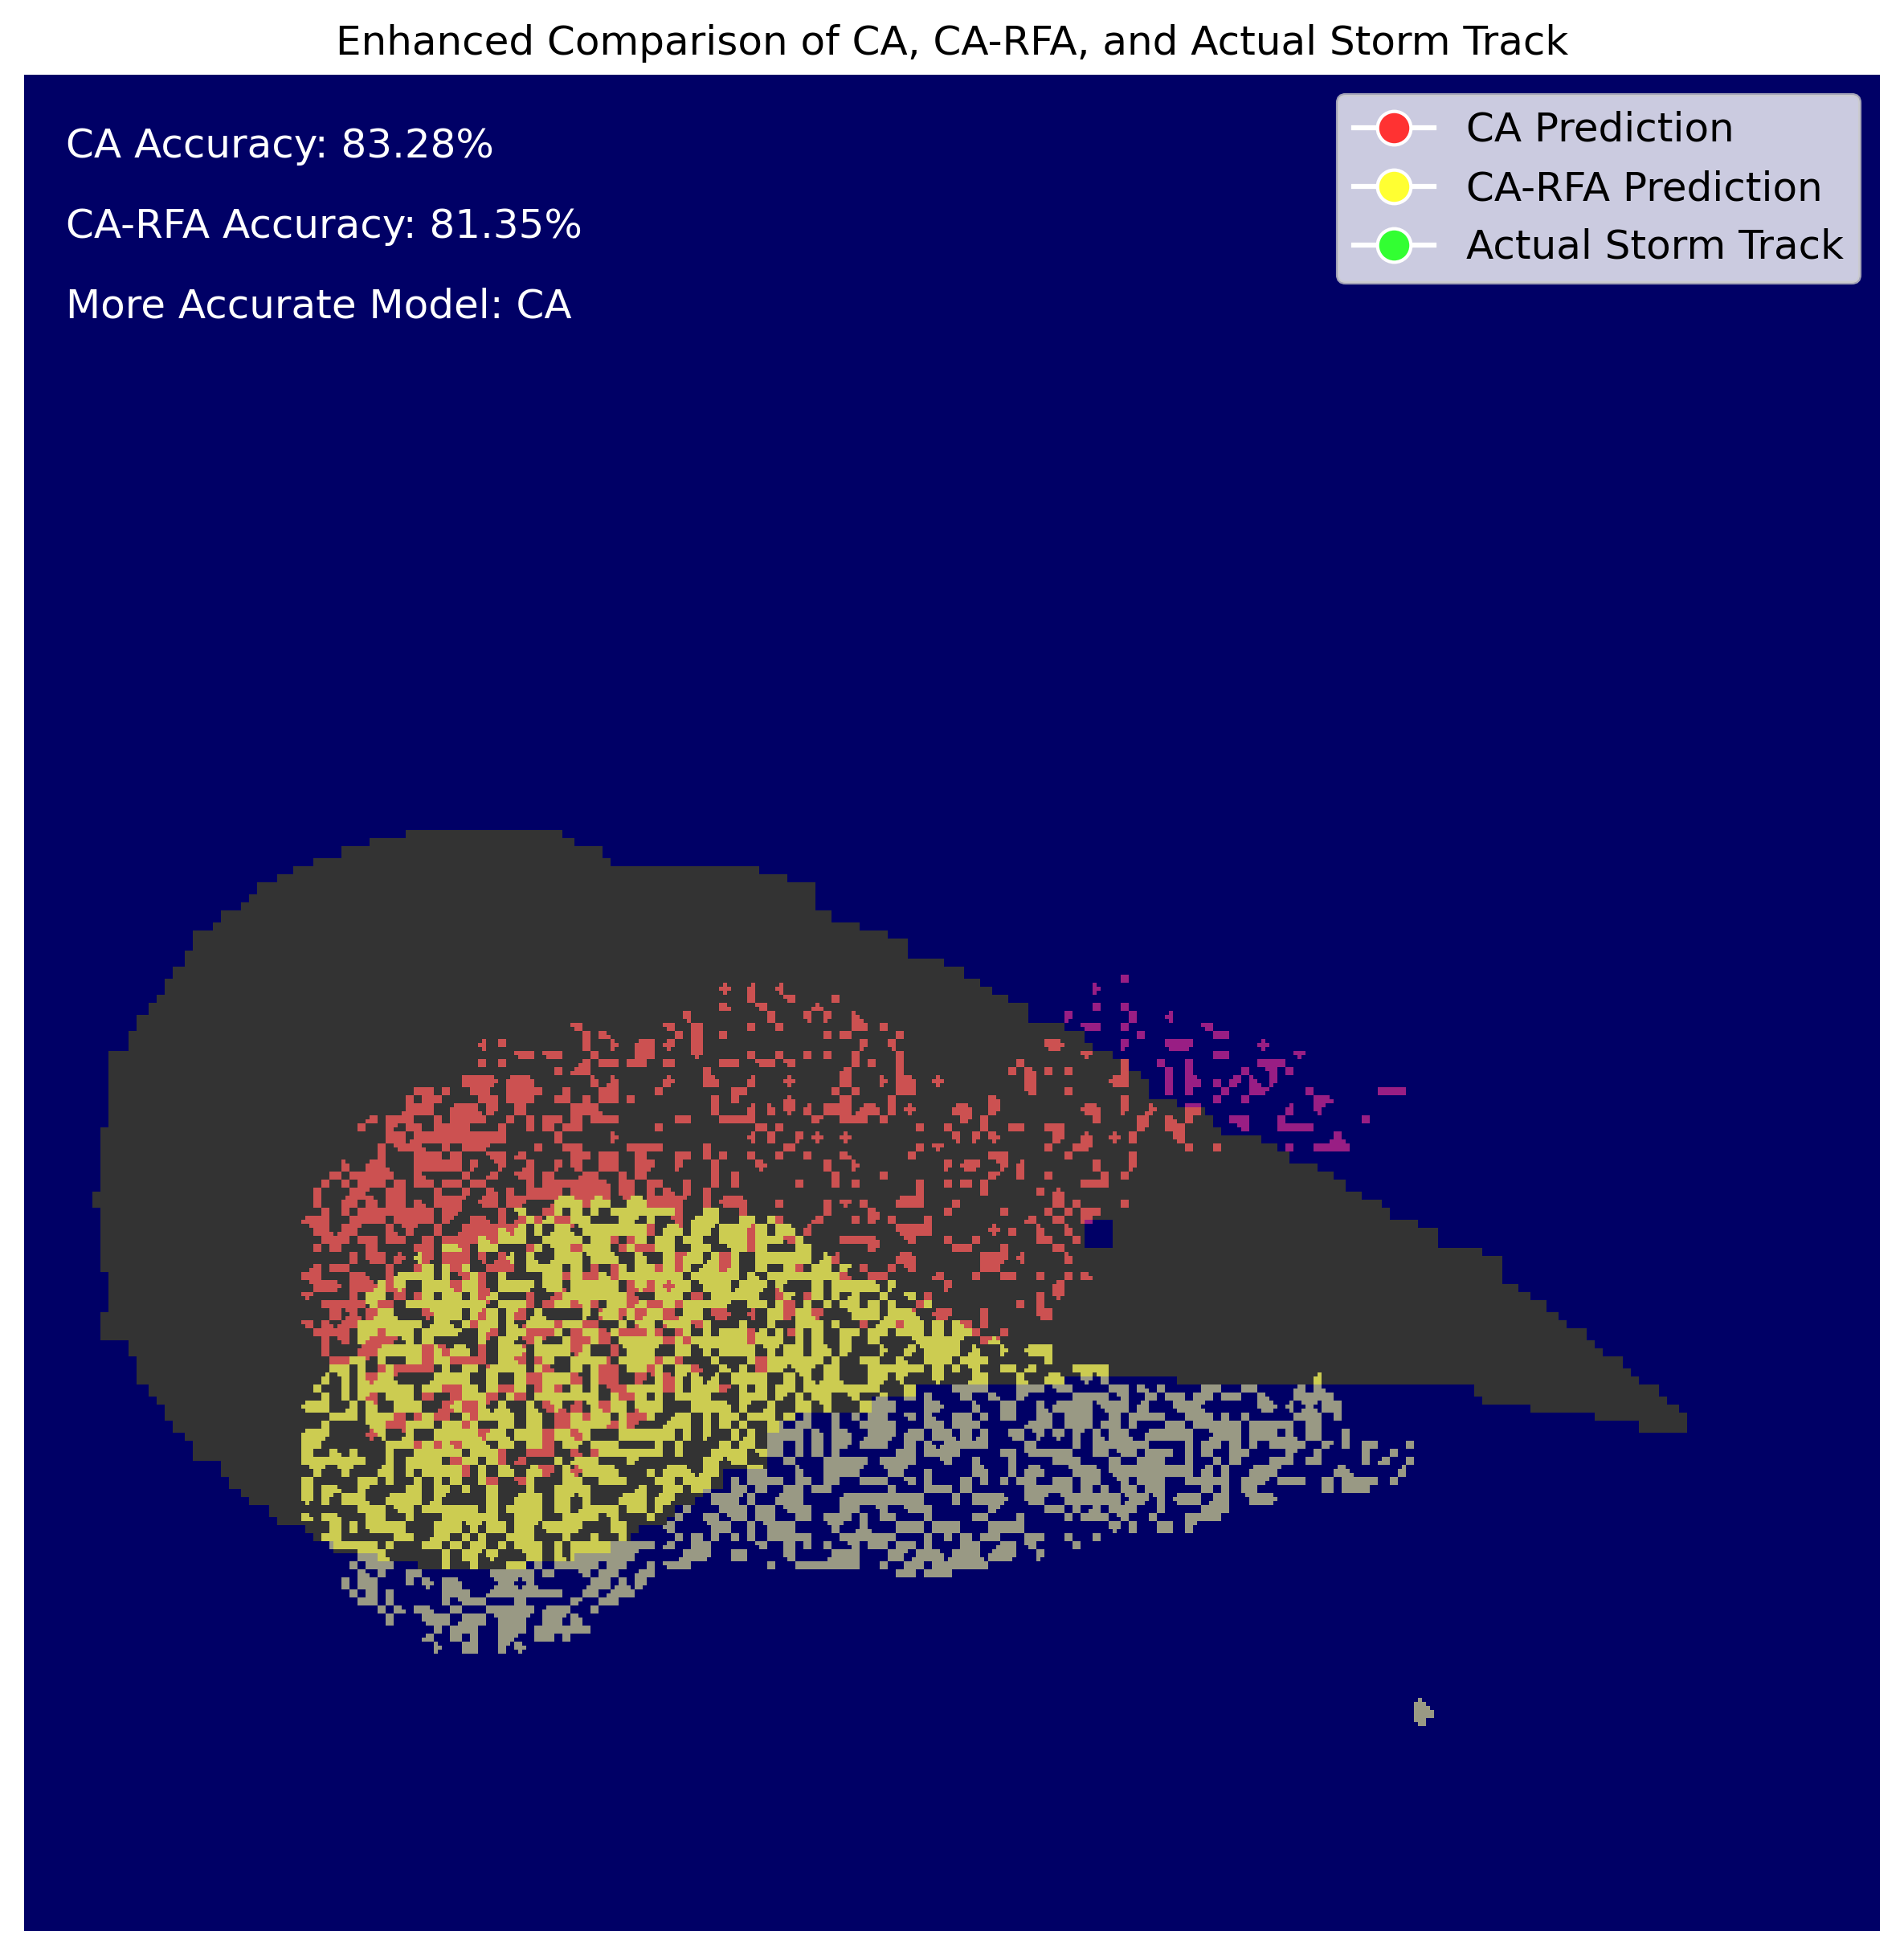 Enhanced Comparison of CA, CA-RFA, and Actual Storm Track
CA Accuracy: 83.28%
CA-RFA Accuracy: 81.35%
More Accurate Model: CA
CA Prediction
CA-RFA Prediction
Actual Storm Track